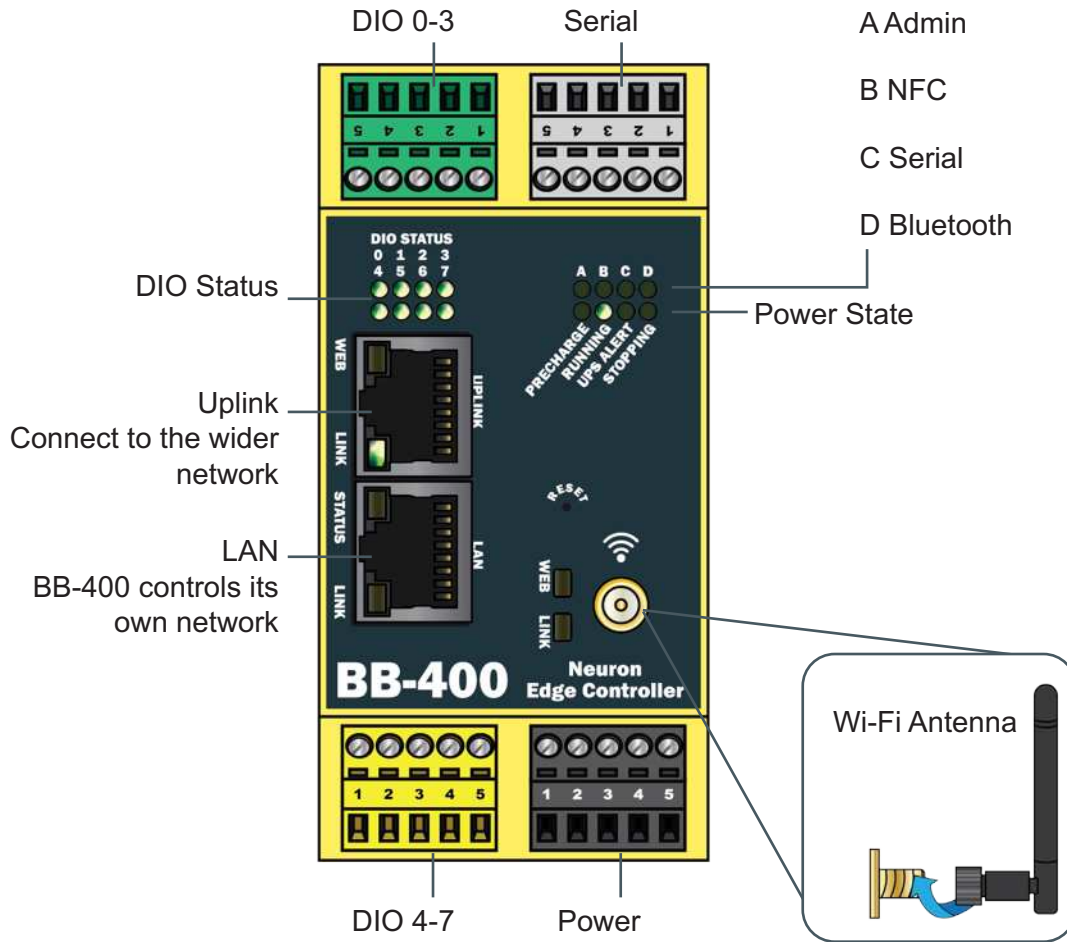 DIO 0-3
Serial
A Admin
B NFC
C Serial
D Bluetooth
5 4 3 2 1
5 4 3 2 1
DIO STATUS
0 1 2 3
4 5 6 7
A B C D
DIO Status
Power State
PRECHARGE
RUNNING
UPS ALERT
STOPPING
WEB
UPLINK
LINK
Uplink
Connect to the wider
network
STATUS
LAN
LINK
LAN
BB-400 controls its
own network
RESET
WEB
LINK
BB-400
Neuron
Edge Controller
Wi-Fi Antenna
1 2 3 4 5
1 2 3 4 5
DIO 4-7
Power